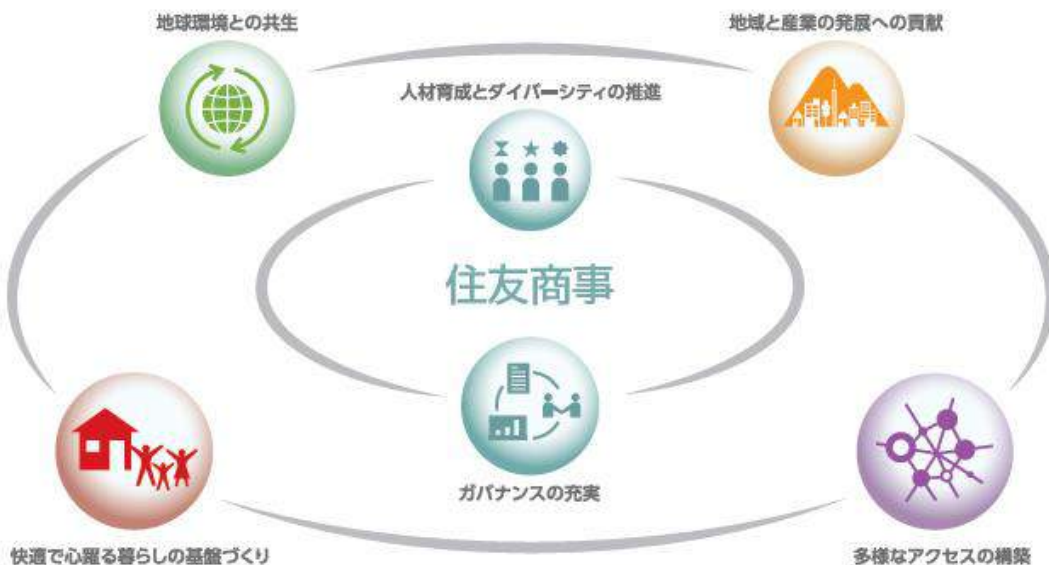 地球環境との共生
地域と産業の発展への貢献
人材育成とダイバーシティの推進
住友商事
ガバナンスの充実
快適で心躍る暮らしの基盤づくり
多様なアクセスの構築